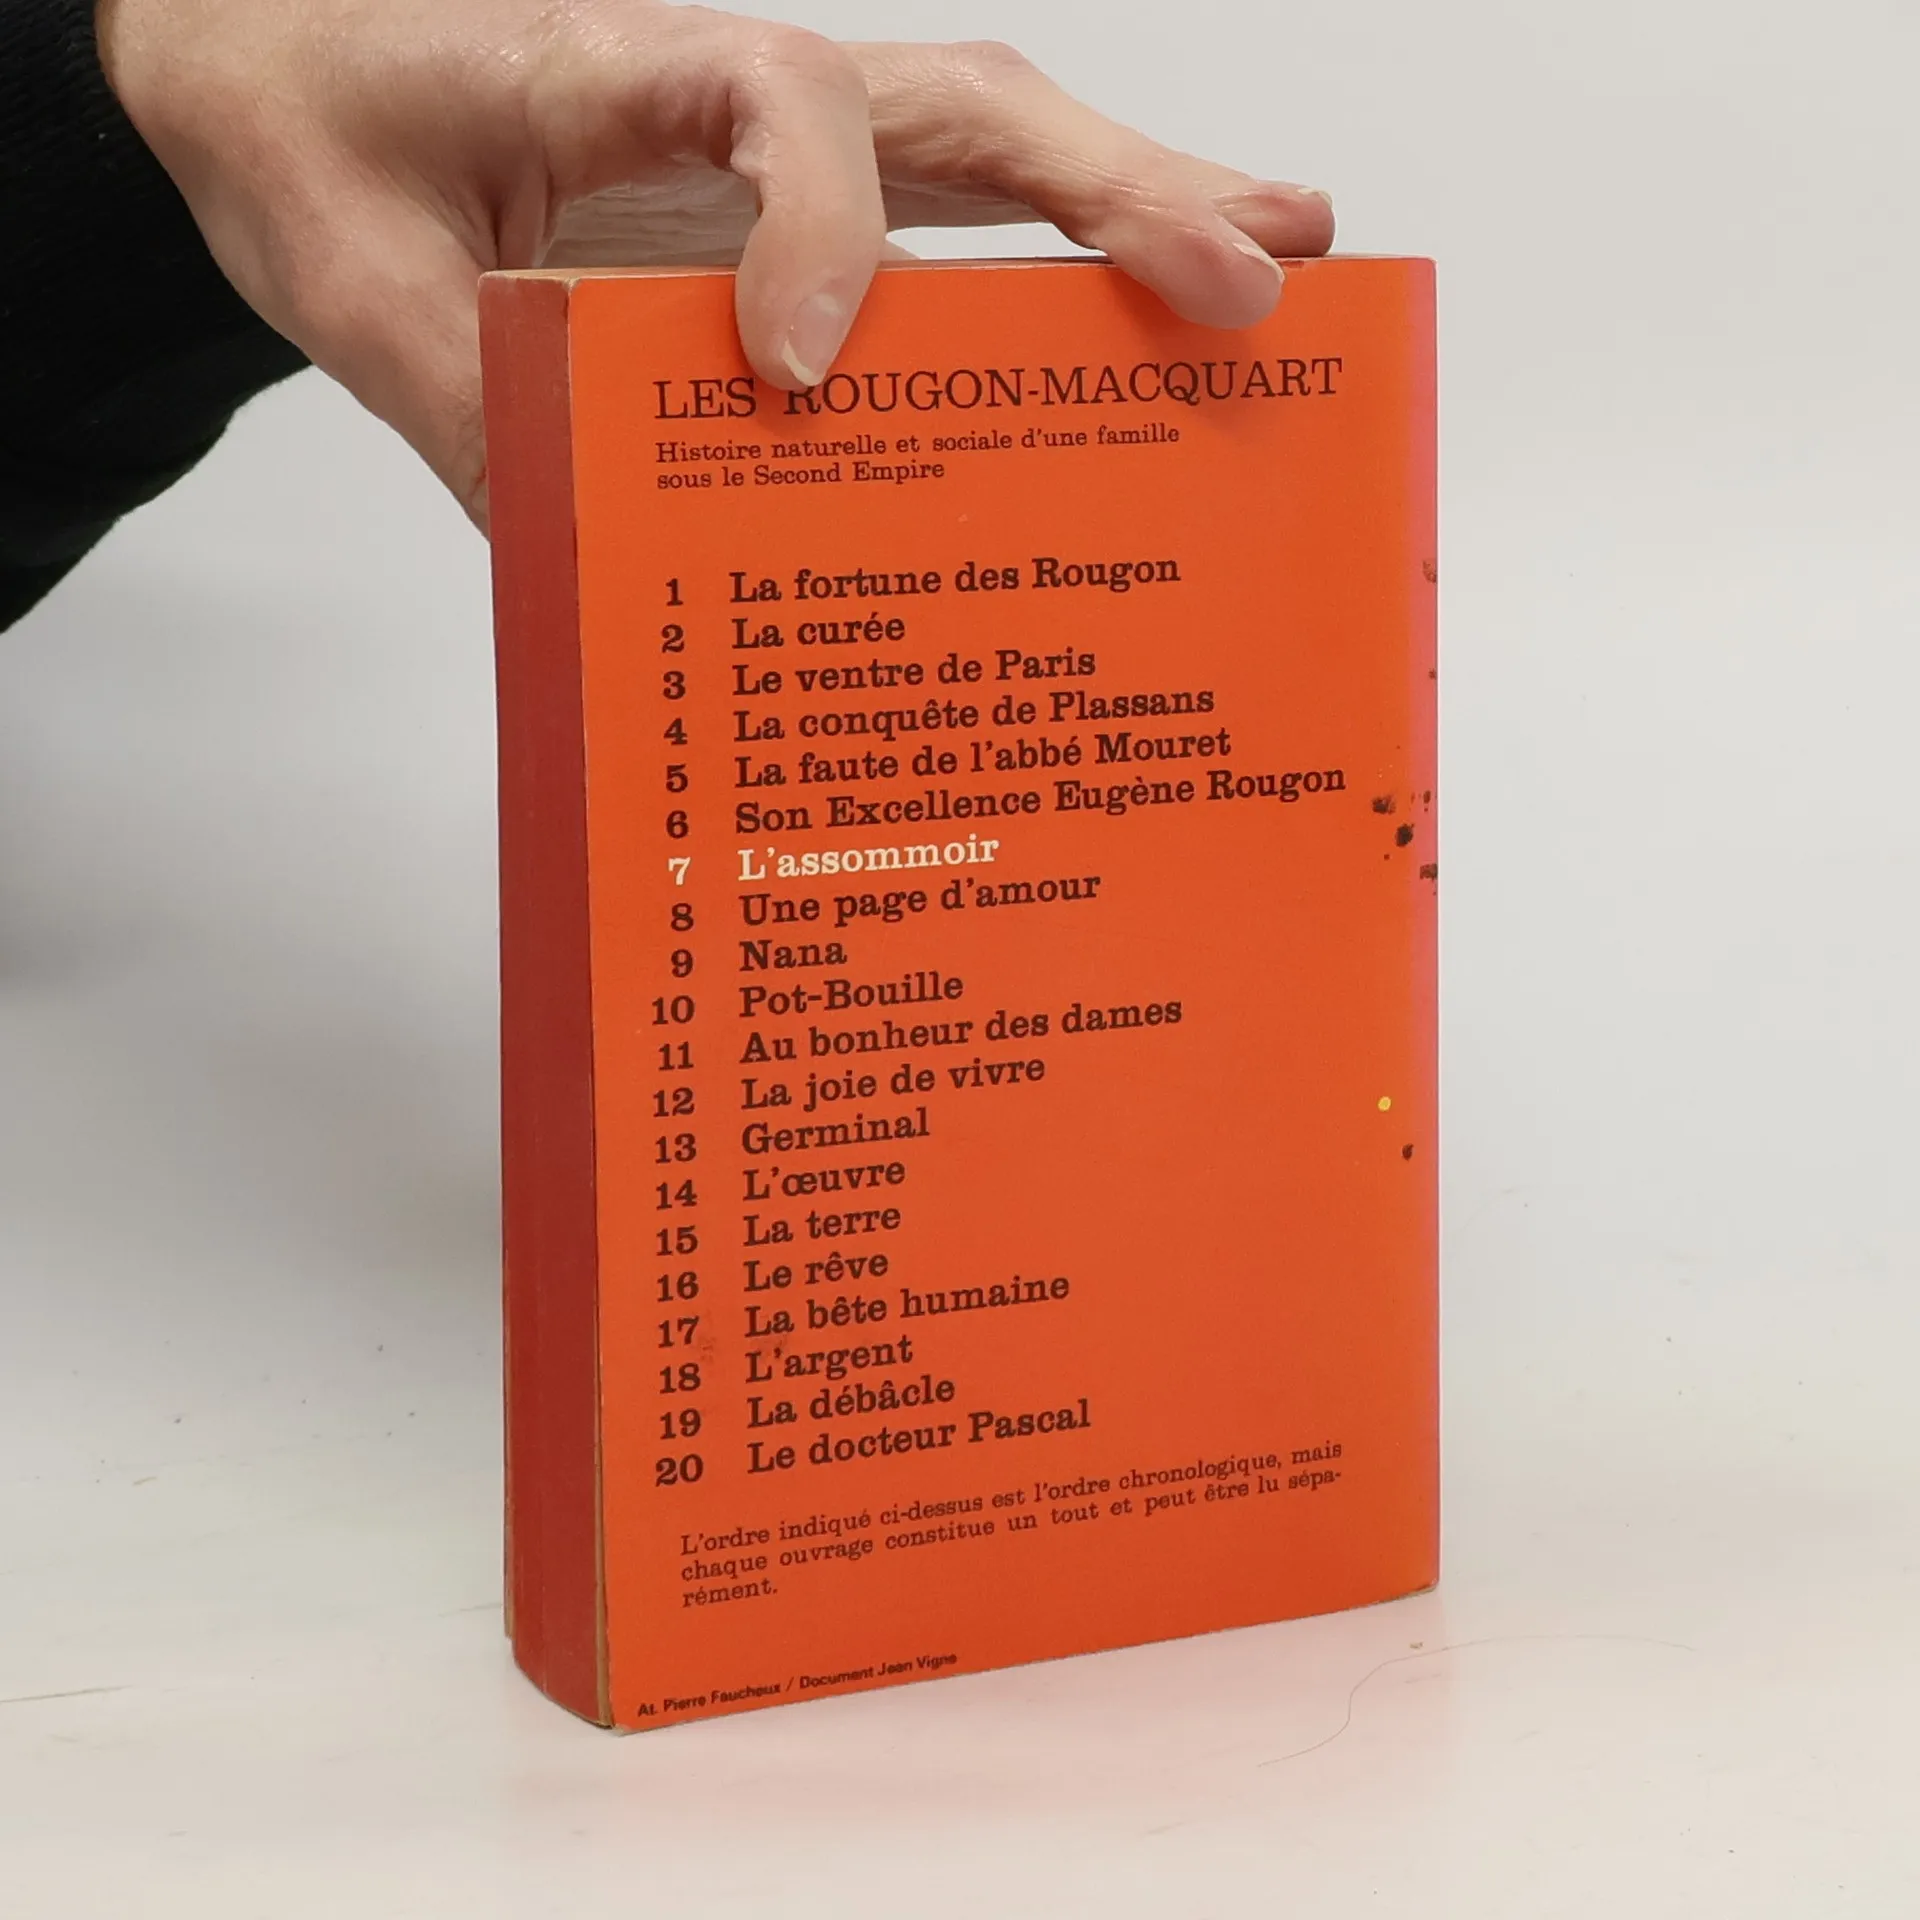 LES ROUGON-MACQUART
Histoire naturelle et sociale d'une famille
sous le Second Empire
1 La fortune des Rougon
2 La curée
3 Le ventre de Paris
4 La conquête de Plassans
5 La faute de l'abbé Mouret
6 Son Excellence Eugène Rougon
7 L'assommoir
8 Une page d'amour
9 Nana
10 Pot-Bouille
11 Au bonheur des dames
12 La joie de vivre
13 Germinal
14 L'œuvre
15 La terre
16 Le rêve
17 La bête humaine
18 L'argent
19 La débâcle
20 Le docteur Pascal
L'ordre indiqué ci-dessus est l'ordre chronologique, mais
chaque ouvrage constitue un tout et peut être lu sépa-
rément.
At. Pierre Faucheux / Document Jean Vigne